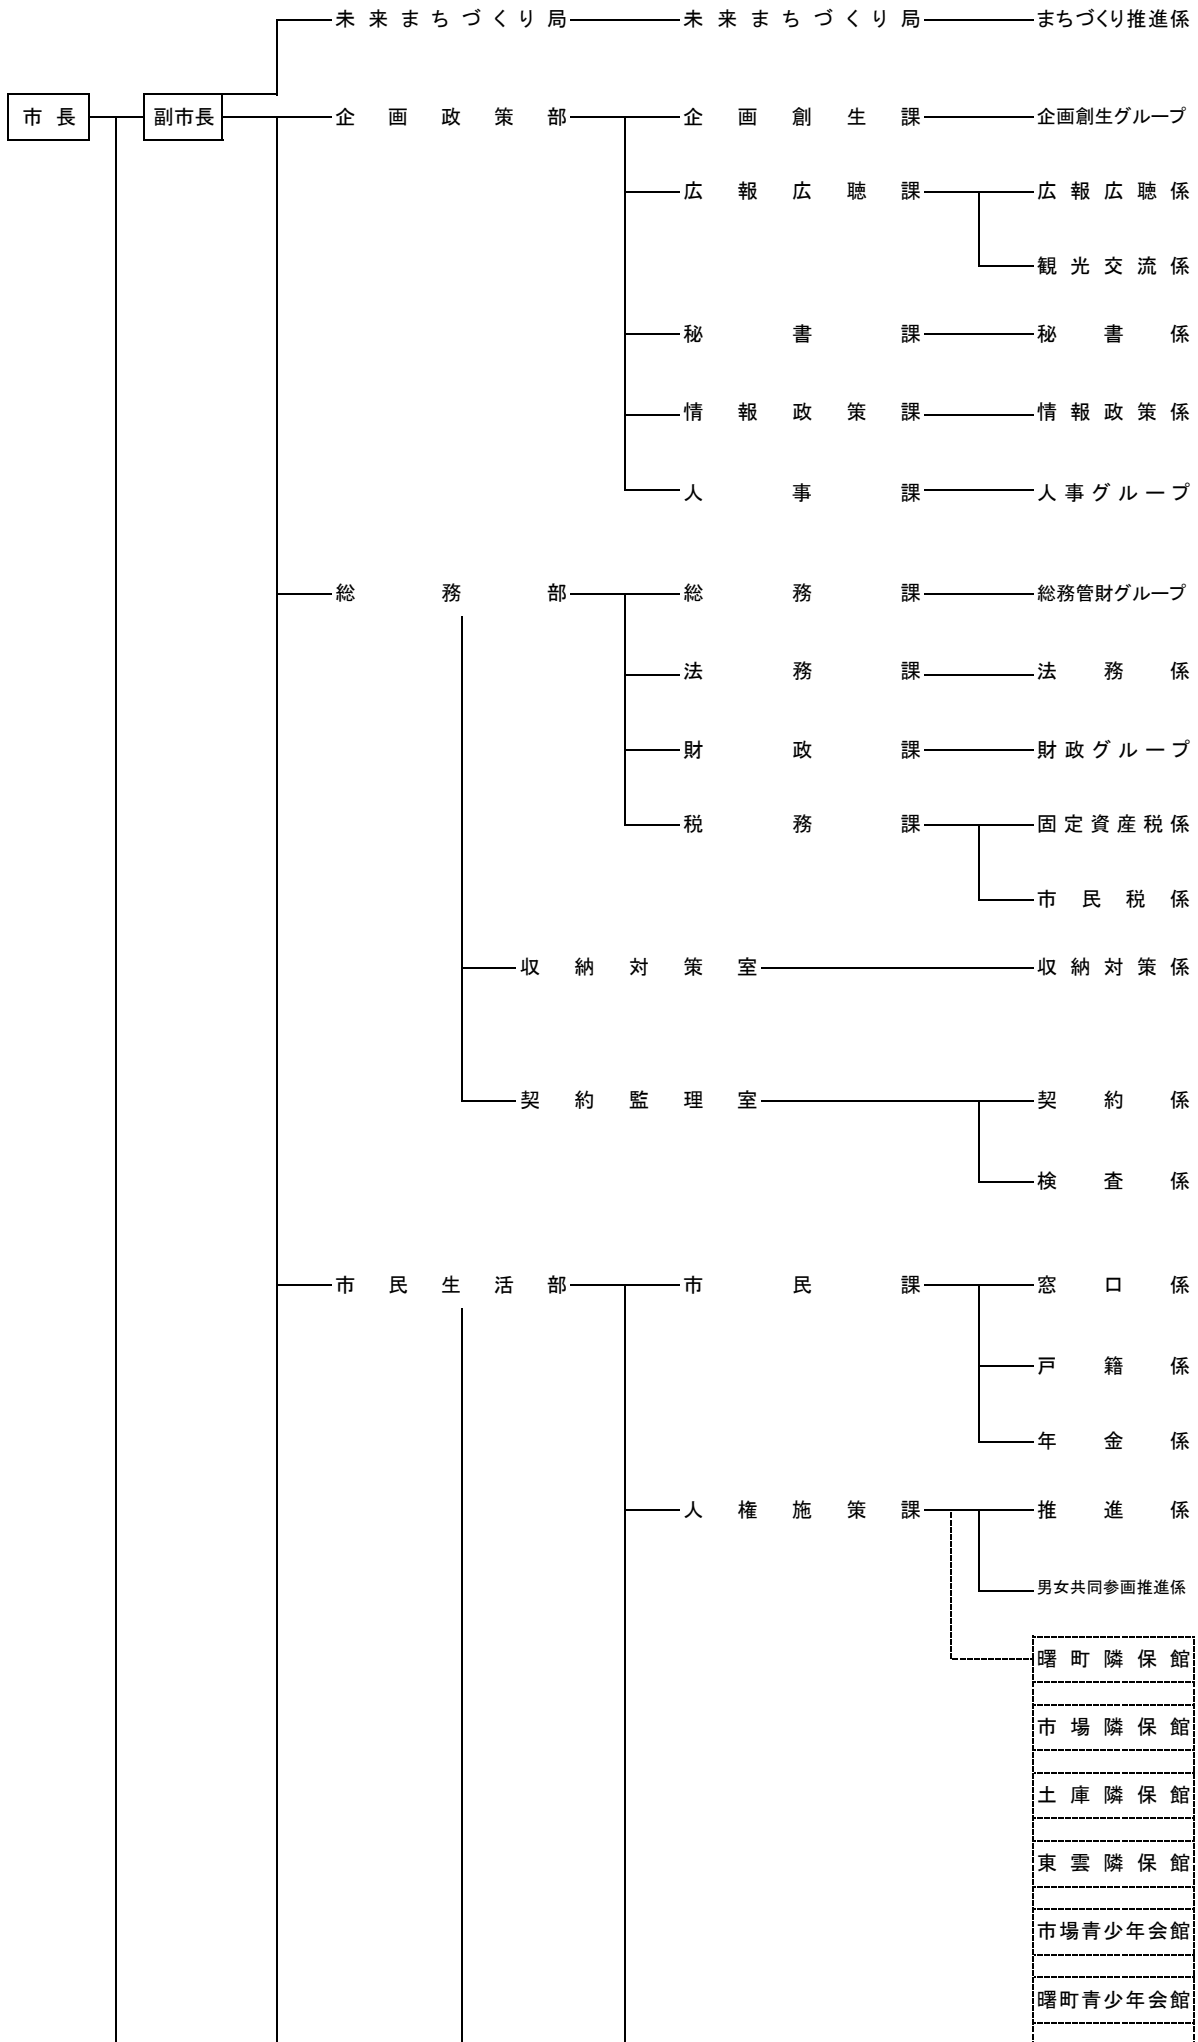 未来まちづくり局 未来まちづくり局 まちづくり推進係
市長 副市長 企画政策部 企画創生課 企画創生グループ
広報広聴課 広報広聴係
観光交流係
秘書課 秘書係
情報政策課 情報政策係
人事課 人事グループ
総務部 総務課 総務管財グループ
法務課 法務係
財政課 財政グループ
税務課 固定資産税係
市民税係
収納対策室 収納対策係
契約監理室 契約係
検査係
市民生活部 市民課 窓口係
戸籍係
年金係
人権施策課 推進係
男女共同参画推進係
曙町隣保館
市場隣保館
土庫隣保館
東雲隣保館
市場青少年会館
曙町青少年会館